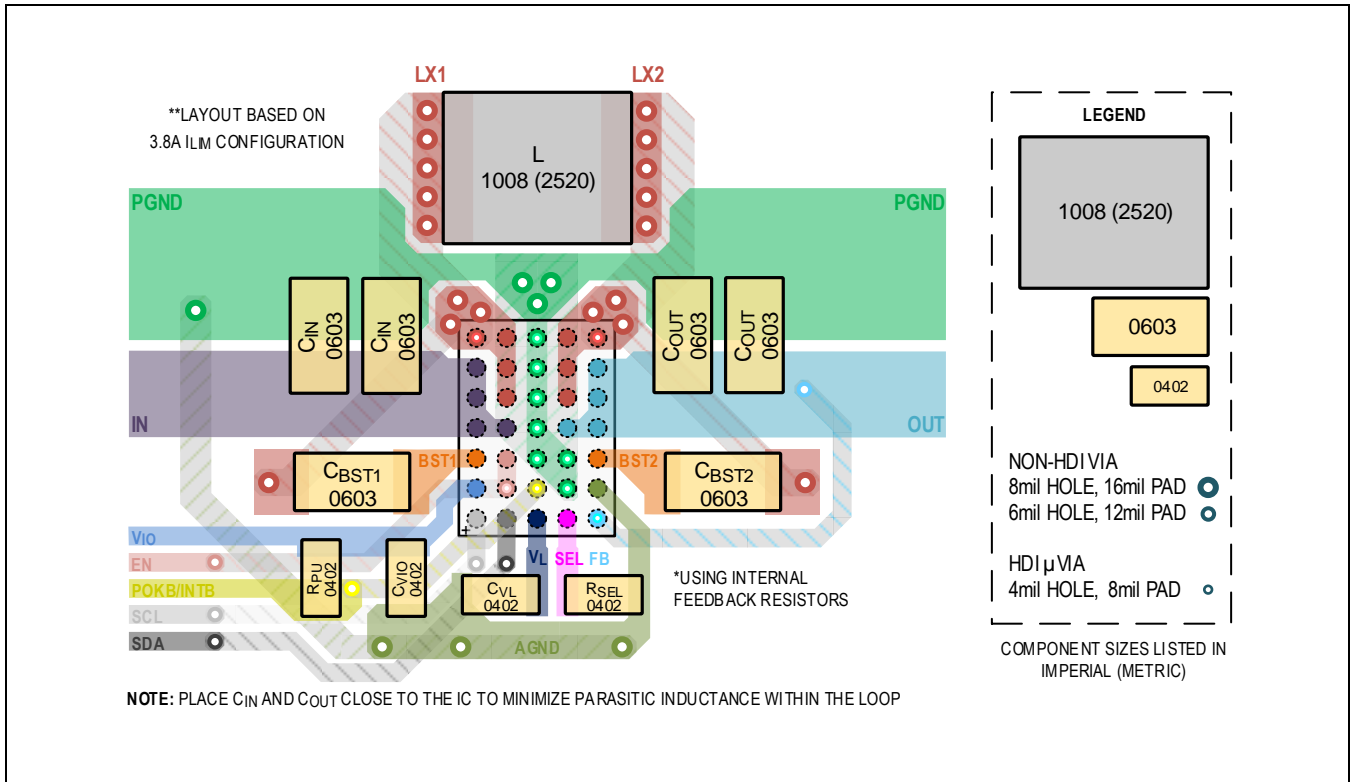 LX1
LX2
**LAYOUT BASED ON
3.8A ILIM CONFIGURATION
L
1008 (2520)
PGND
PGND
CIN
0603
CIN
0603
COUT
0603
COUT
0603
IN
OUT
BST1
BST2
CBST1
0603
CBST2
0603
VIO
EN
POKB/INTB
SCL
SDA
RPU
0402
CVIO
0402
+
VL
SEL
FB
CVL
0402
RSEL
0402
*USING INTERNAL
FEEDBACK RESISTORS
AGND
NOTE: PLACE CIN AND COUT CLOSE TO THE IC TO MINIMIZE PARASITIC INDUCTANCE WITHIN THE LOOP
LEGEND
1008 (2520)
0603
0402
NON-HDI VIA
8mil HOLE, 16mil PAD
6mil HOLE, 12mil PAD
HDI µVIA
4mil HOLE, 8mil PAD
COMPONENT SIZES LISTED IN
IMPERIAL (METRIC)